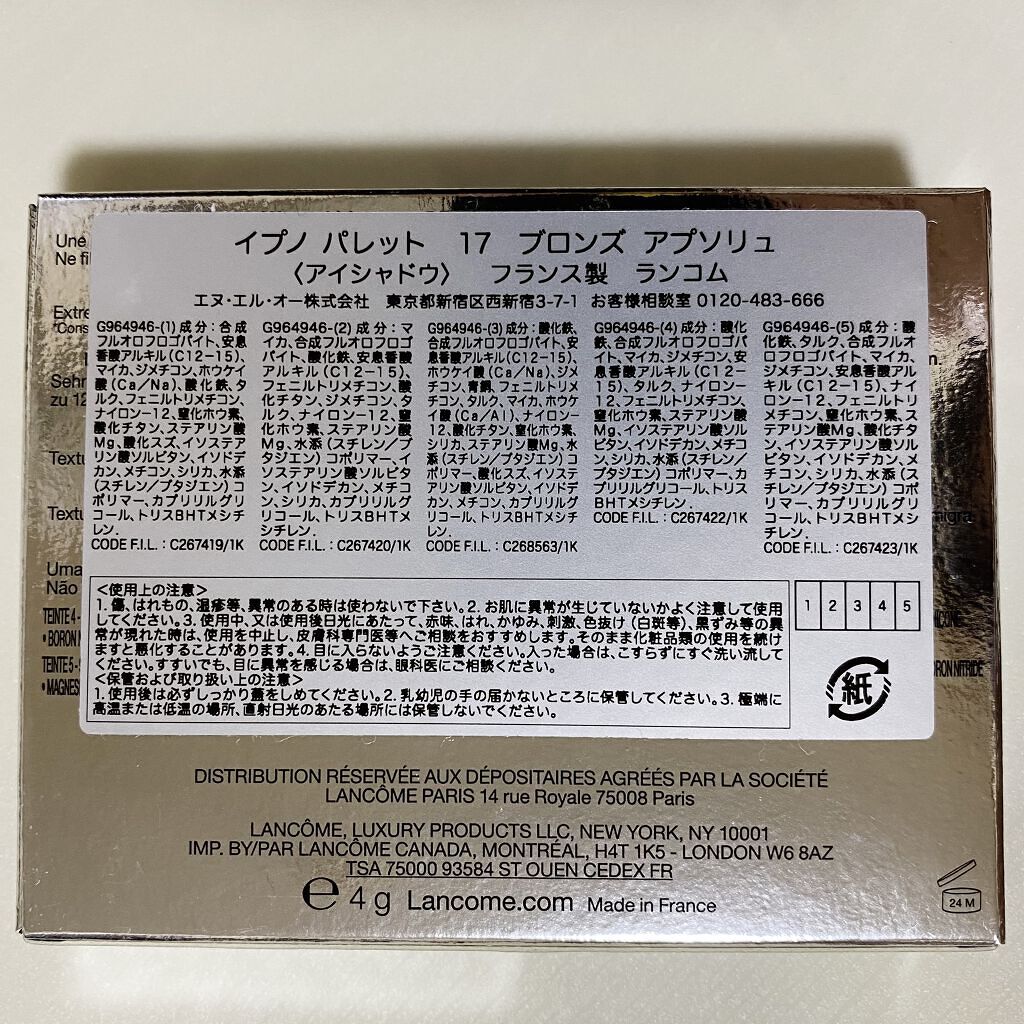 イプノ パレット 17 ブロンズ アプソリュ
〈アイシャドウ〉 フランス製 ランコム
エヌ・エル・オー株式会社 東京都新宿区西新宿3-7-1 お客様相談室 0120-483-666
G964946-(1) 成分：合成
フルオロフロゴパイト、安息
香酸アルキル(C12-15)、
マイカ、ジメチコン、ホウケイ
酸(Ca/Na)、酸化鉄、タ
ルク、フェニルトリメチコン、
ナイロン-12、窒化ホウ素、
酸化チタン、ステアリン酸
Mg、酸化スズ、イソステア
リン酸ソルビタン、イソドデ
カン、メチコン、シリカ、水添
(スチレン/ブタジエン)コ
ポリマー、カプリリルグリ
コール、トリスBHTメシチ
レン.
CODE F.I.L.：C267419/1K
G964946-(2) 成分：マ
イカ、合成フルオロフロゴ
パイト、酸化鉄、安息香酸
アルキル(C12-15)、
フェニルトリメチコン、酸
化チタン、ジメチコン、タ
ルク、ナイロン-12、窒
化ホウ素、ステアリン酸
Mg、水添(スチレン/ブ
タジエン)コポリマー、イ
ソステアリン酸ソルビタ
ン、イソドデカン、メチコ
ン、シリカ、カプリリルグリ
コール、トリスBHTメ
シチレン.
CODE F.I.L.：C267420/1K
G964946-(3) 成分：酸化鉄、
合成フルオロフロゴパイト、安
息香酸アルキル(C12-15)、
ホウケイ酸(Ca/Na)、ジメ
チコン、青銅、フェニルトリメ
チコン、タルク、マイカ、ホウケ
イ酸(Ca/Al)、ナイロン-
12、酸化チタン、窒化ホウ素、
シリカ、ステアリン酸Mg、水
添(スチレン/ブタジエン)コ
ポリマー、酸化スズ、イソステ
アリン酸ソルビタン、イソドデ
カン、メチコン、カプリリルグリ
コール、トリスBHTメシチレ
ン.
CODE F.I.L.：C268563/1K
G964946-(4) 成分：酸化
鉄、合成フルオロフロゴパ
イト、マイカ、ジメチコン、安
息香酸アルキル(C12-
15)、タルク、ナイロン-
12、フェニルトリメチコン、
窒化ホウ素、ステアリン酸
Mg、イソステアリン酸ソル
ビタン、イソドデカン、メチコ
ン、水添(スチレン/ブ
タジエン)コポリマー、カ
プリリルグリコール、トリス
BHTメシチレン.
CODE F.I.L.：C267422/1K
G964946-(5) 成分：酸
化鉄、タルク、合成フルオロ
フロゴパイト、マイカ、ジメ
チコン、安息香酸アルキル
(C12-15)、ナイロン-
12、フェニルトリメチコン、
窒化ホウ素、ステアリン酸
Mg、酸化チタ
ン、イソステアリン酸ソル
ビタン、イソドデカン、メチ
コン、シリカ、水添(スチ
レン/ブタジエン)コポリ
マー、カプリリルグリコー
ル、トリスBHTメシチレ
ン.
CODE F.I.L.：C267423/1K
<使用上の注意>
1. 傷、はれもの、湿疹等、異常のある時は使わないで下さい。2. お肌に異常が生じていないかよく注意して使用
してください。3. 使用中、又は使用後日光にあたって、赤味、はれ、かゆみ、刺激、色抜け(白斑等)、黒ずみ等の異
常が現れた時は、使用を中止し、皮膚科専門医等へご相談をおすすめします。そのまま化粧品類の使用を続け
ますと悪化することがあります。4. 目に入らないようご注意ください。入った場合は、こすらずにすぐ洗い流して
ください。すすいでも、目に異常を感じる場合は、眼科医にご相談ください。
<保管および取り扱い上の注意>
1. 使用後は必ずしっかり蓋をしめてください。2. 乳幼児の手の届かないところに保管してください。3. 極端に
高温または低温の場所、直射日光のあたる場所には保管しないでください。
1 2 3 4 5
紙
Une
Ne fil
Sehr
zu 12
Uma
Não
TEINTE 4 -
TEINTE 5 -
DISTRIBUTION RÉSERVÉE AUX DÉPOSITAIRES AGRÉÉS PAR LA SOCIÉTÉ
LANCÔME PARIS 14 rue Royale 75008 Paris
LANCÔME, LUXURY PRODUCTS LLC, NEW YORK, NY 10001
IMP. BY/PAR LANCÔME CANADA, MONTRÉAL, H4T 1K5 - LONDON W6 8AZ
TSA 75000 93584 ST OUEN CEDEX FR
e 4 g Lancome.com Made in France
24 M